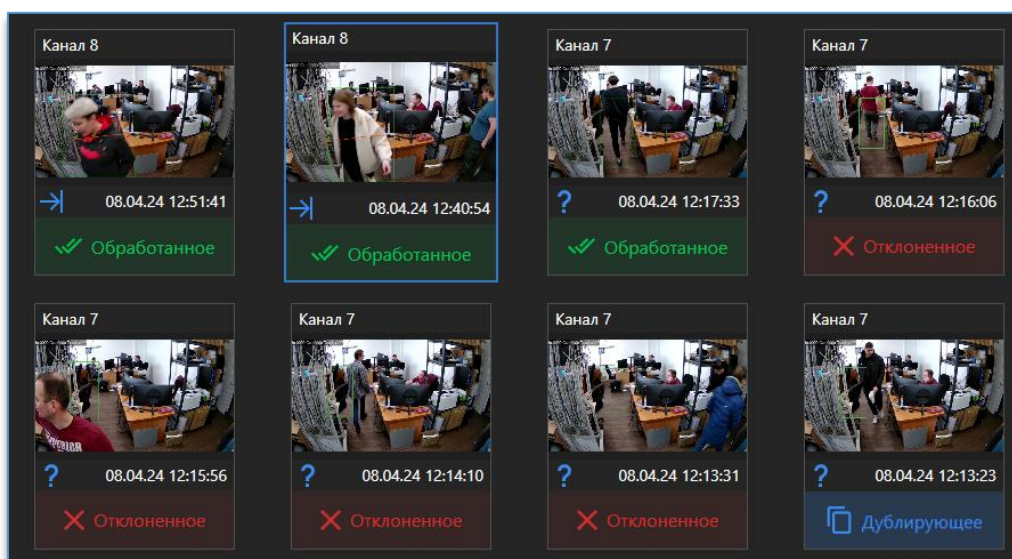 Канал 8
Канал 8
Канал 7
Канал 7
08.04.24 12:51:41
08.04.24 12:40:54
? 08.04.24 12:17:33
? 08.04.24 12:16:06
Обработанное
Обработанное
Обработанное
Отклоненное
Канал 7
Канал 7
Канал 7
Канал 7
? 08.04.24 12:15:56
? 08.04.24 12:14:10
? 08.04.24 12:13:31
? 08.04.24 12:13:23
Отклоненное
Отклоненное
Отклоненное
Дублирующее